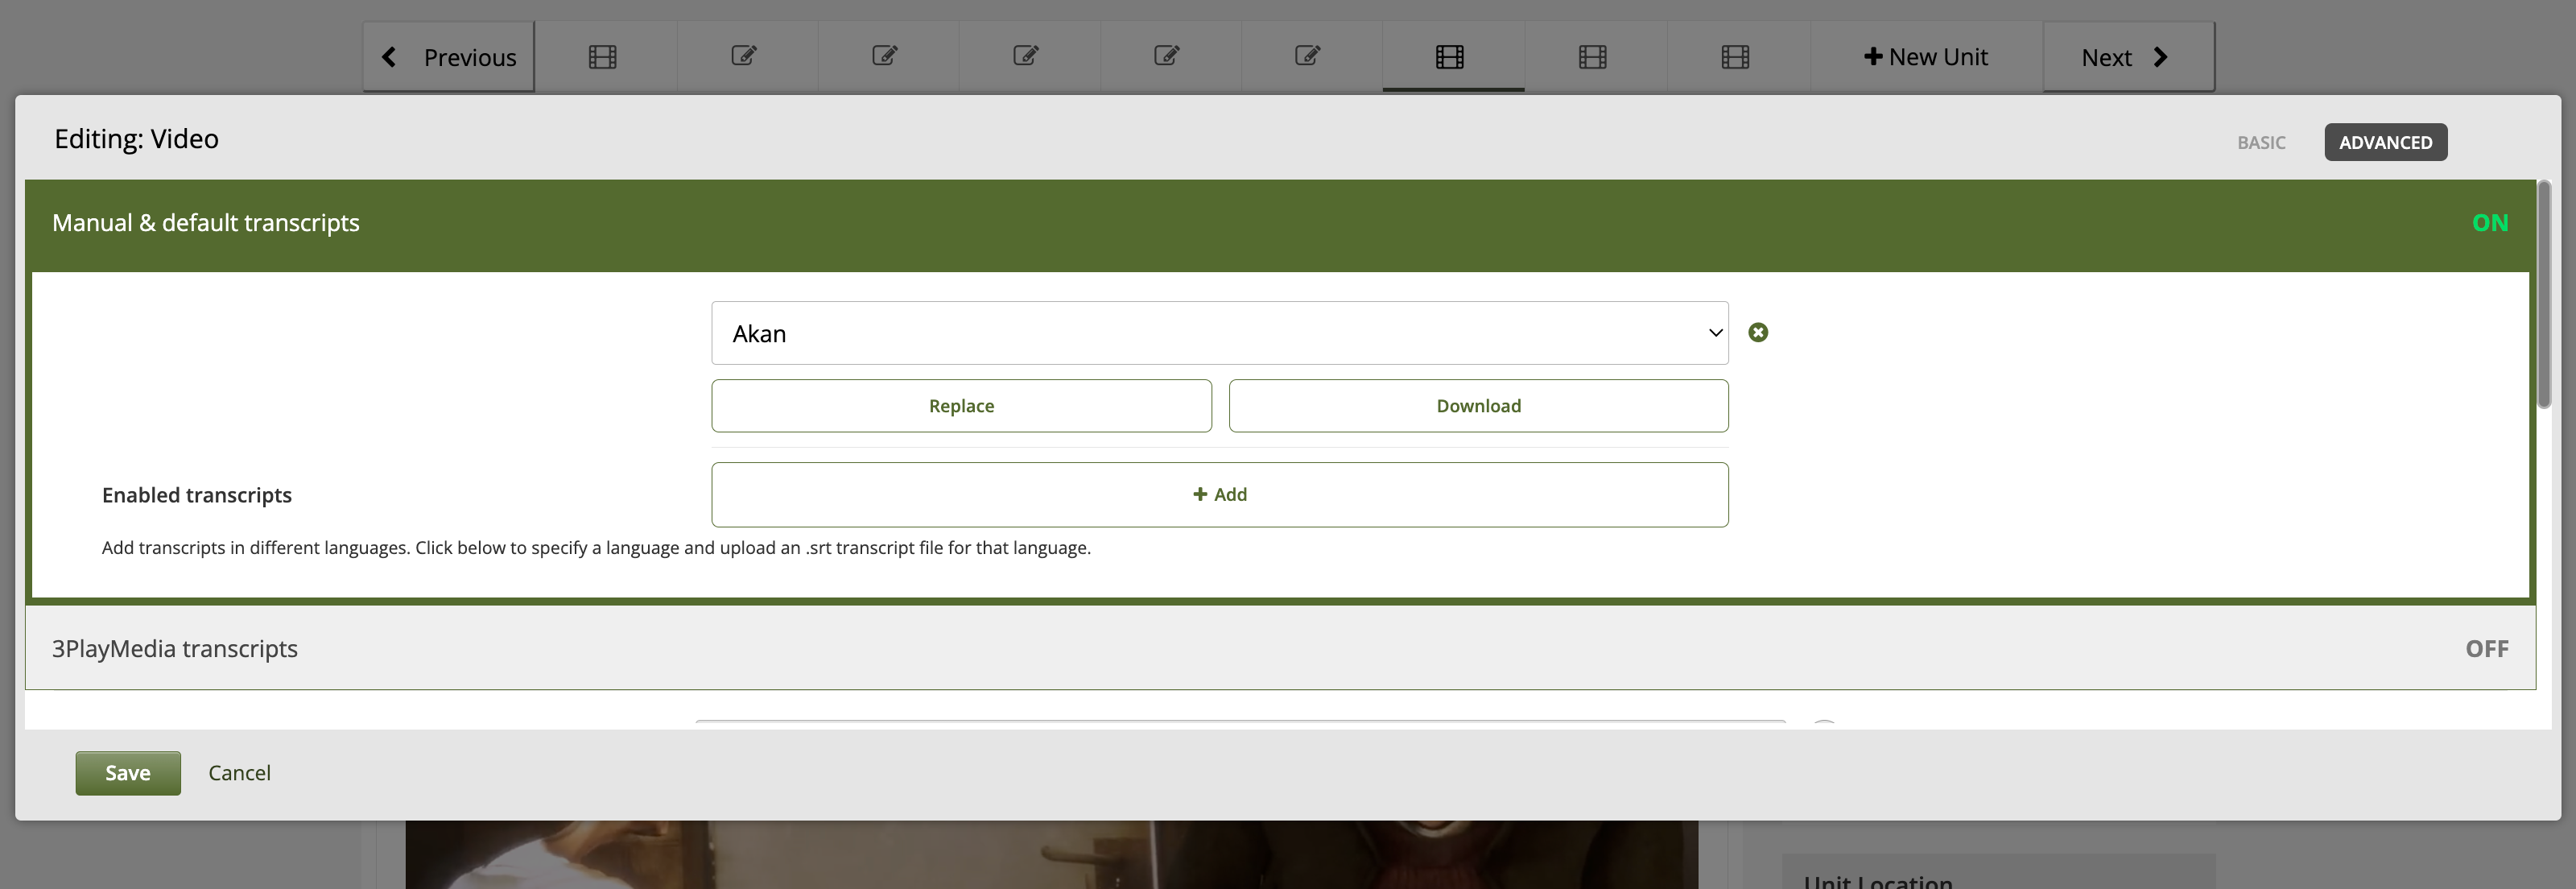 Previous
New Unit
Next
Editing: Video
BASIC
ADVANCED
Manual & default transcripts
ON
Akan
Replace
Download
Enabled transcripts
Add
Add transcripts in different languages. Click below to specify a language and upload an .srt transcript file for that language.
3PlayMedia transcripts
OFF
Save
Cancel
Unit Location